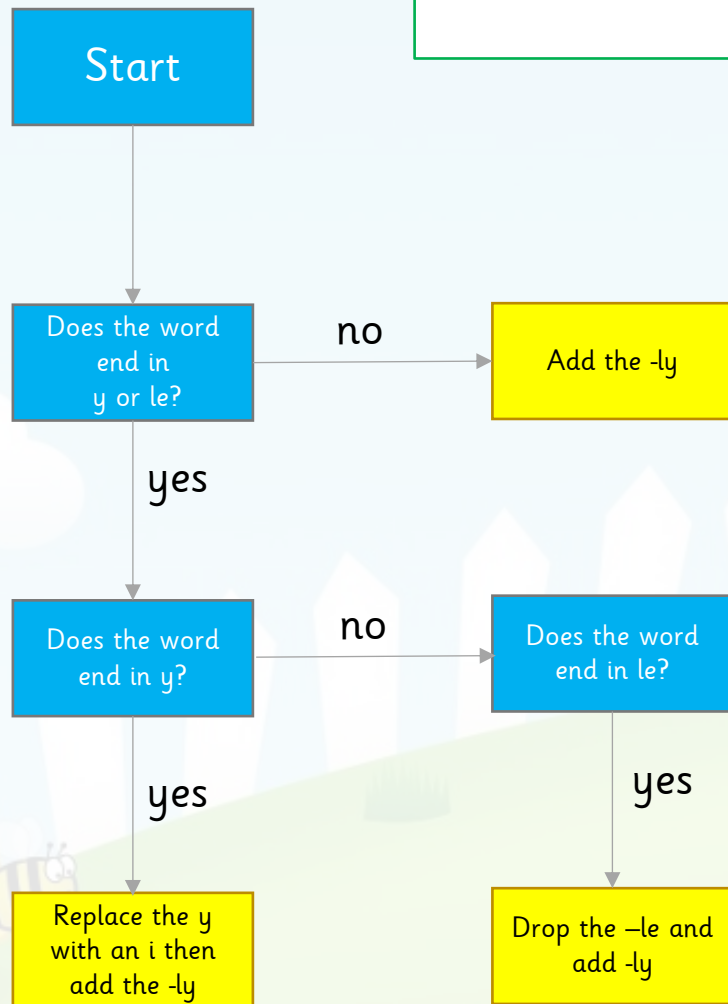 Start
Does the word
end in
y or le?
no
Add the -ly
yes
Does the word
end in y?
no
Does the word
end in le?
yes
yes
Replace the y
with an i then
add the -ly
Drop the –le and
add -ly